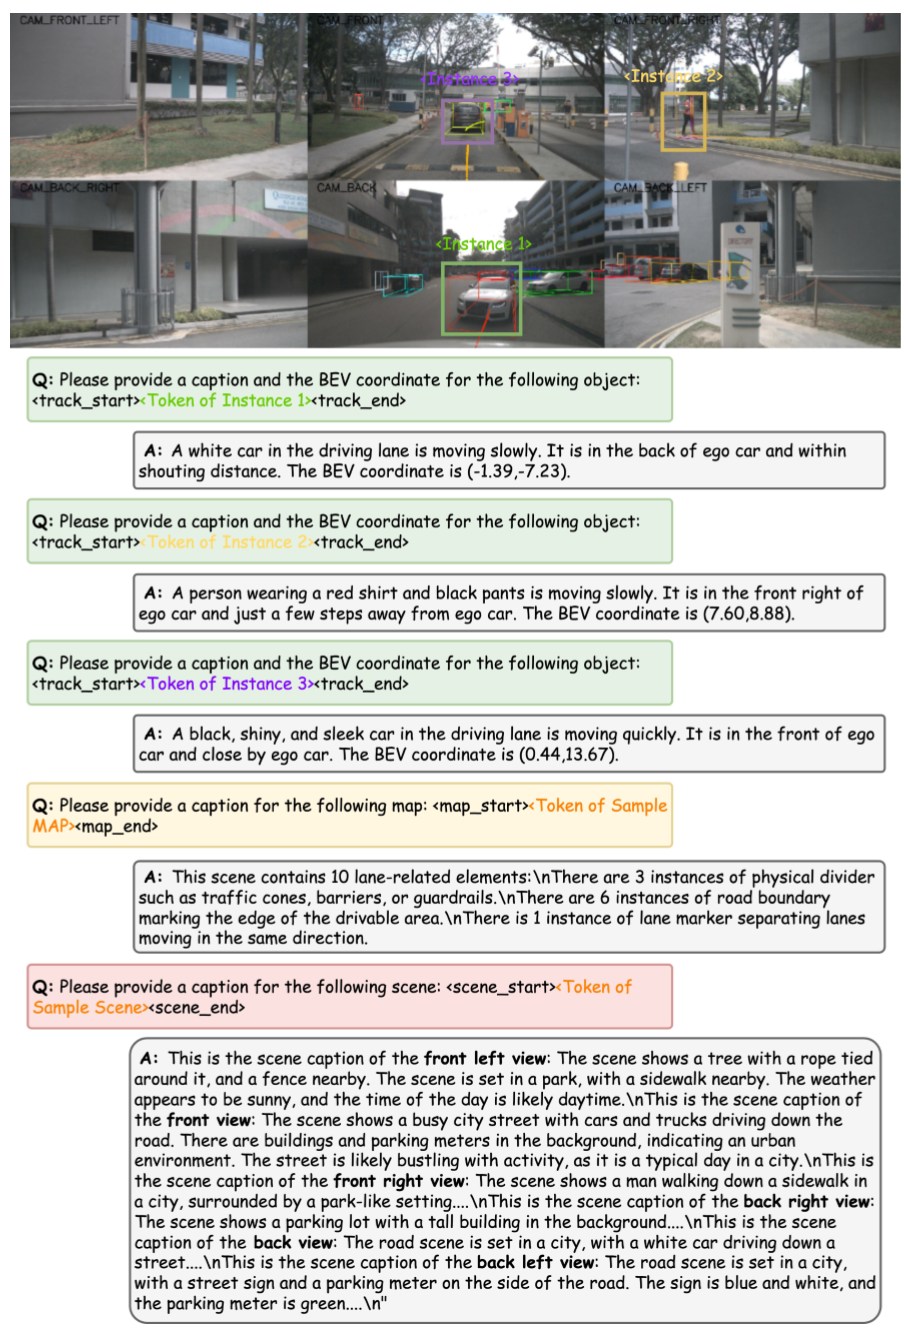 CAM_FRONT_LEFT
CAM_FRONT
CAM_FRONT_RIGHT
<Instance 3>
<Instance 2>
CAM_BACK_RIGHT
CAM_BACK
CAM_BACK_LEFT
<Instance 1>
DIRECTORY
Q: Please provide a caption and the BEV coordinate for the following object:
<track_start><Token of Instance 1><track_end>
A: A white car in the driving lane is moving slowly. It is in the back of ego car and within
shouting distance. The BEV coordinate is (-1.39,-7.23).
Q: Please provide a caption and the BEV coordinate for the following object:
<track_start><Token of Instance 2><track_end>
A: A person wearing a red shirt and black pants is moving slowly. It is in the front right of
ego car and just a few steps away from ego car. The BEV coordinate is (7.60,8.88).
Q: Please provide a caption and the BEV coordinate for the following object:
<track_start><Token of Instance 3><track_end>
A: A black, shiny, and sleek car in the driving lane is moving quickly. It is in the front of ego
car and close by ego car. The BEV coordinate is (0.44,13.67).
Q: Please provide a caption for the following map: <map_start><Token of Sample
MAP><map_end>
A: This scene contains 10 lane-related elements:\nThere are 3 instances of physical divider
such as traffic cones, barriers, or guardrails.\nThere are 6 instances of road boundary
marking the edge of the drivable area.\nThere is 1 instance of lane marker separating lanes
moving in the same direction.
Q: Please provide a caption for the following scene: <scene_start><Token of
Sample Scene><scene_end>
A: This is the scene caption of the front left view: The scene shows a tree with a rope tied
around it, and a fence nearby. The scene is set in a park, with a sidewalk nearby. The weather
appears to be sunny, and the time of the day is likely daytime.\nThis is the scene caption of
the front view: The scene shows a busy city street with cars and trucks driving down the
road. There are buildings and parking meters in the background, indicating an urban
environment. The street is likely bustling with activity, as it is a typical day in a city.\nThis is
the scene caption of the front right view: The scene shows a man walking down a sidewalk in
a city, surrounded by a park-like setting....\nThis is the scene caption of the back right view:
The scene shows a parking lot with a tall building in the background....\nThis is the scene
caption of the back view: The road scene is set in a city, with a white car driving down a
street....\nThis is the scene caption of the back left view: The road scene is set in a city,
with a street sign and a parking meter on the side of the road. The sign is blue and white, and
the parking meter is green....\n"